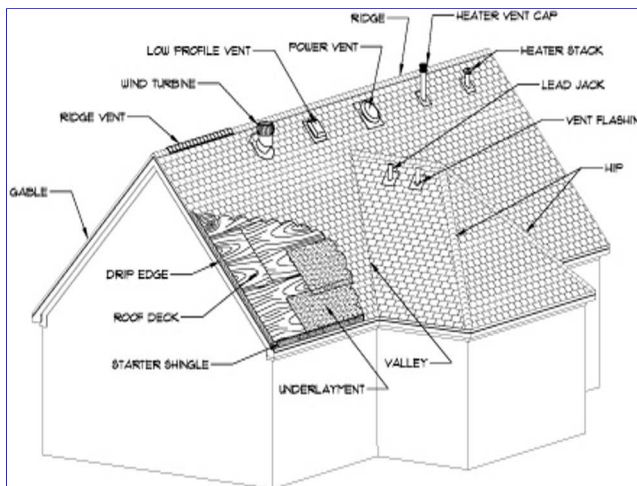 RIDGE
HEATER VENT CAP
LOW PROFILE VENT
POWER VENT
HEATER STACK
WIND TURBINE
LEAD JACK
RIDGE VENT
VENT FLASHIN
HIP
GABLE
DRIP EDGE
ROOF DECK
STARTER SHINGLE
VALLEY
UNDERLAYMENT